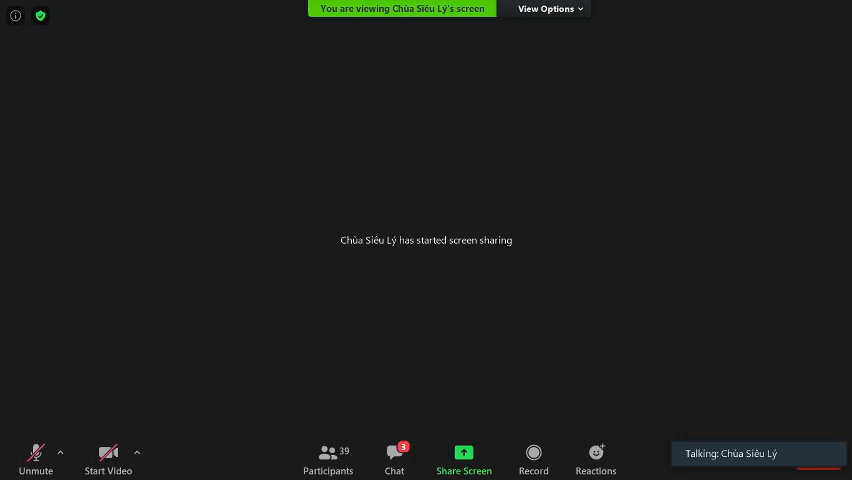 You are viewing Chùa Siêu Lý's screen
View Options
Chùa Siêu Lý has started screen sharing
Unmute
Start Video
39
Participants
3
Chat
Share Screen
Record
Reactions
Talking: Chùa Siêu Lý